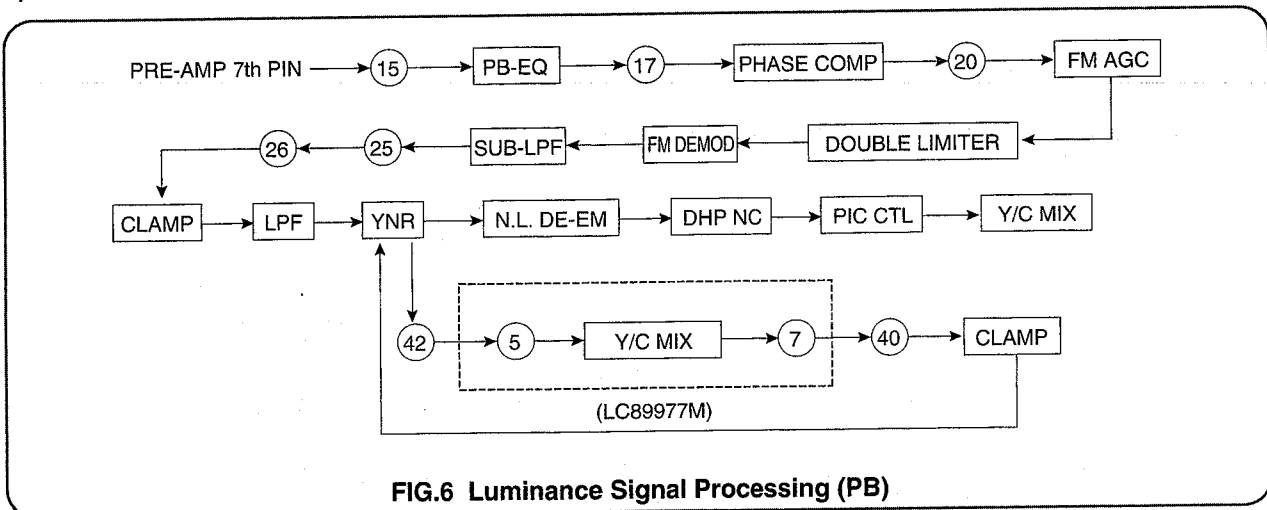 PRE-AMP 7th PIN 15 PB-EQ 17 PHASE COMP 20 FM AGC
26 25 SUB-LPF FM DEMOD DOUBLE LIMITER
CLAMP LPF YNR N.L. DE-EM DHP NC PIC CTL Y/C MIX
42 5 Y/C MIX 7 40 CLAMP
(LC89977M)
FIG.6 Luminance Signal Processing (PB)